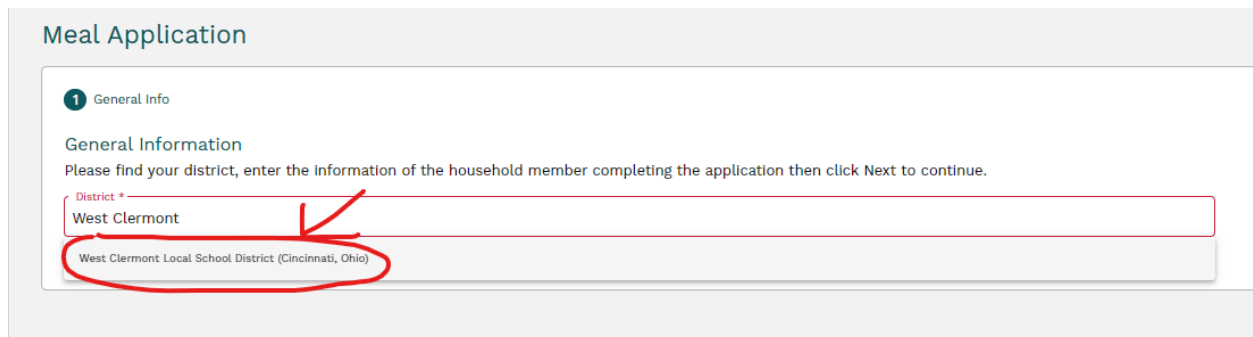 Meal Application
1 General Info
General Information
Please find your district, enter the information of the household member completing the application then click Next to continue.
District *
West Clermont
West Clermont Local School District (Cincinnati, Ohio)